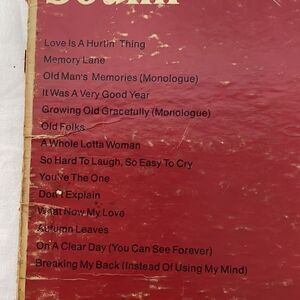 Love Is A Hurtin' Thing
Memory Lane
Old Man's Memories (Monologue)
It Was A Very Good Year
Growing Old Gracefully (Monologue)
Old Folks
A Whole Lotta Woman
So Hard To Laugh, So Easy To Cry
You're The One
Don't Explain
What Now My Love
Autumn Leaves
On A Clear Day (You Can See Forever)
Breaking My Back (Instead Of Using My Mind)